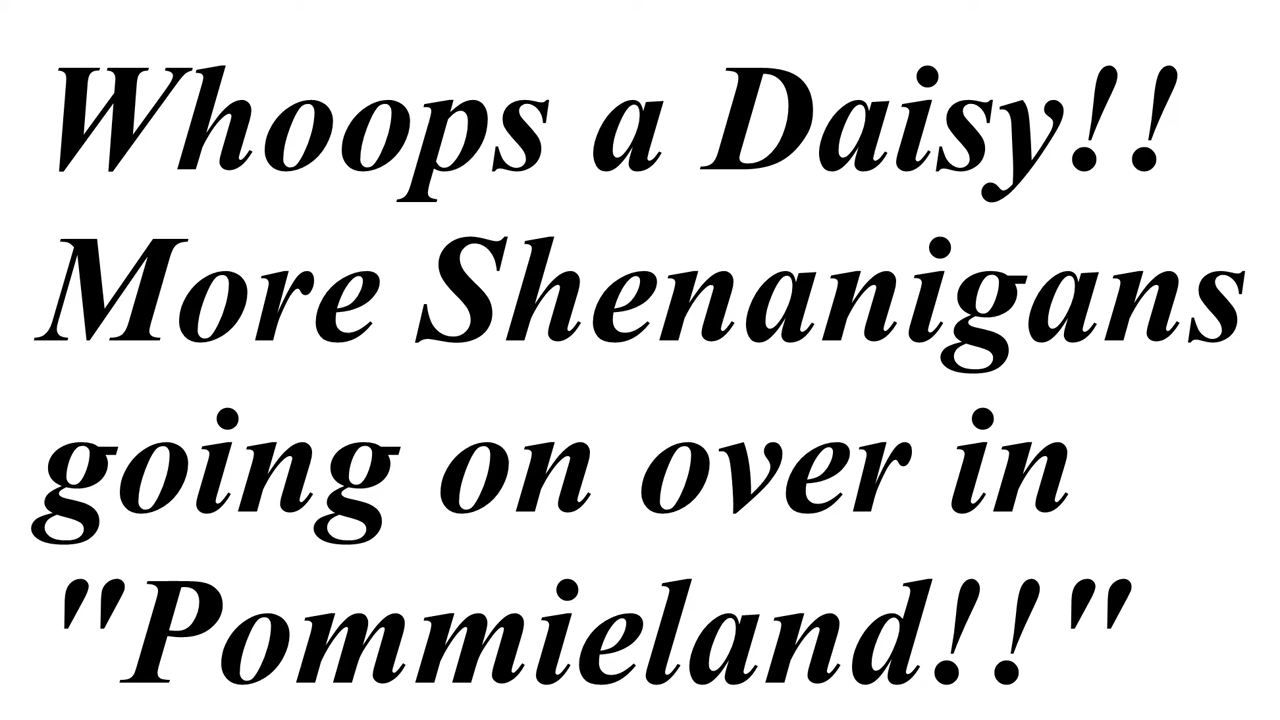 Whoops a Daisy!!
More Shenanigans
going on over in
"Pommieland!!"